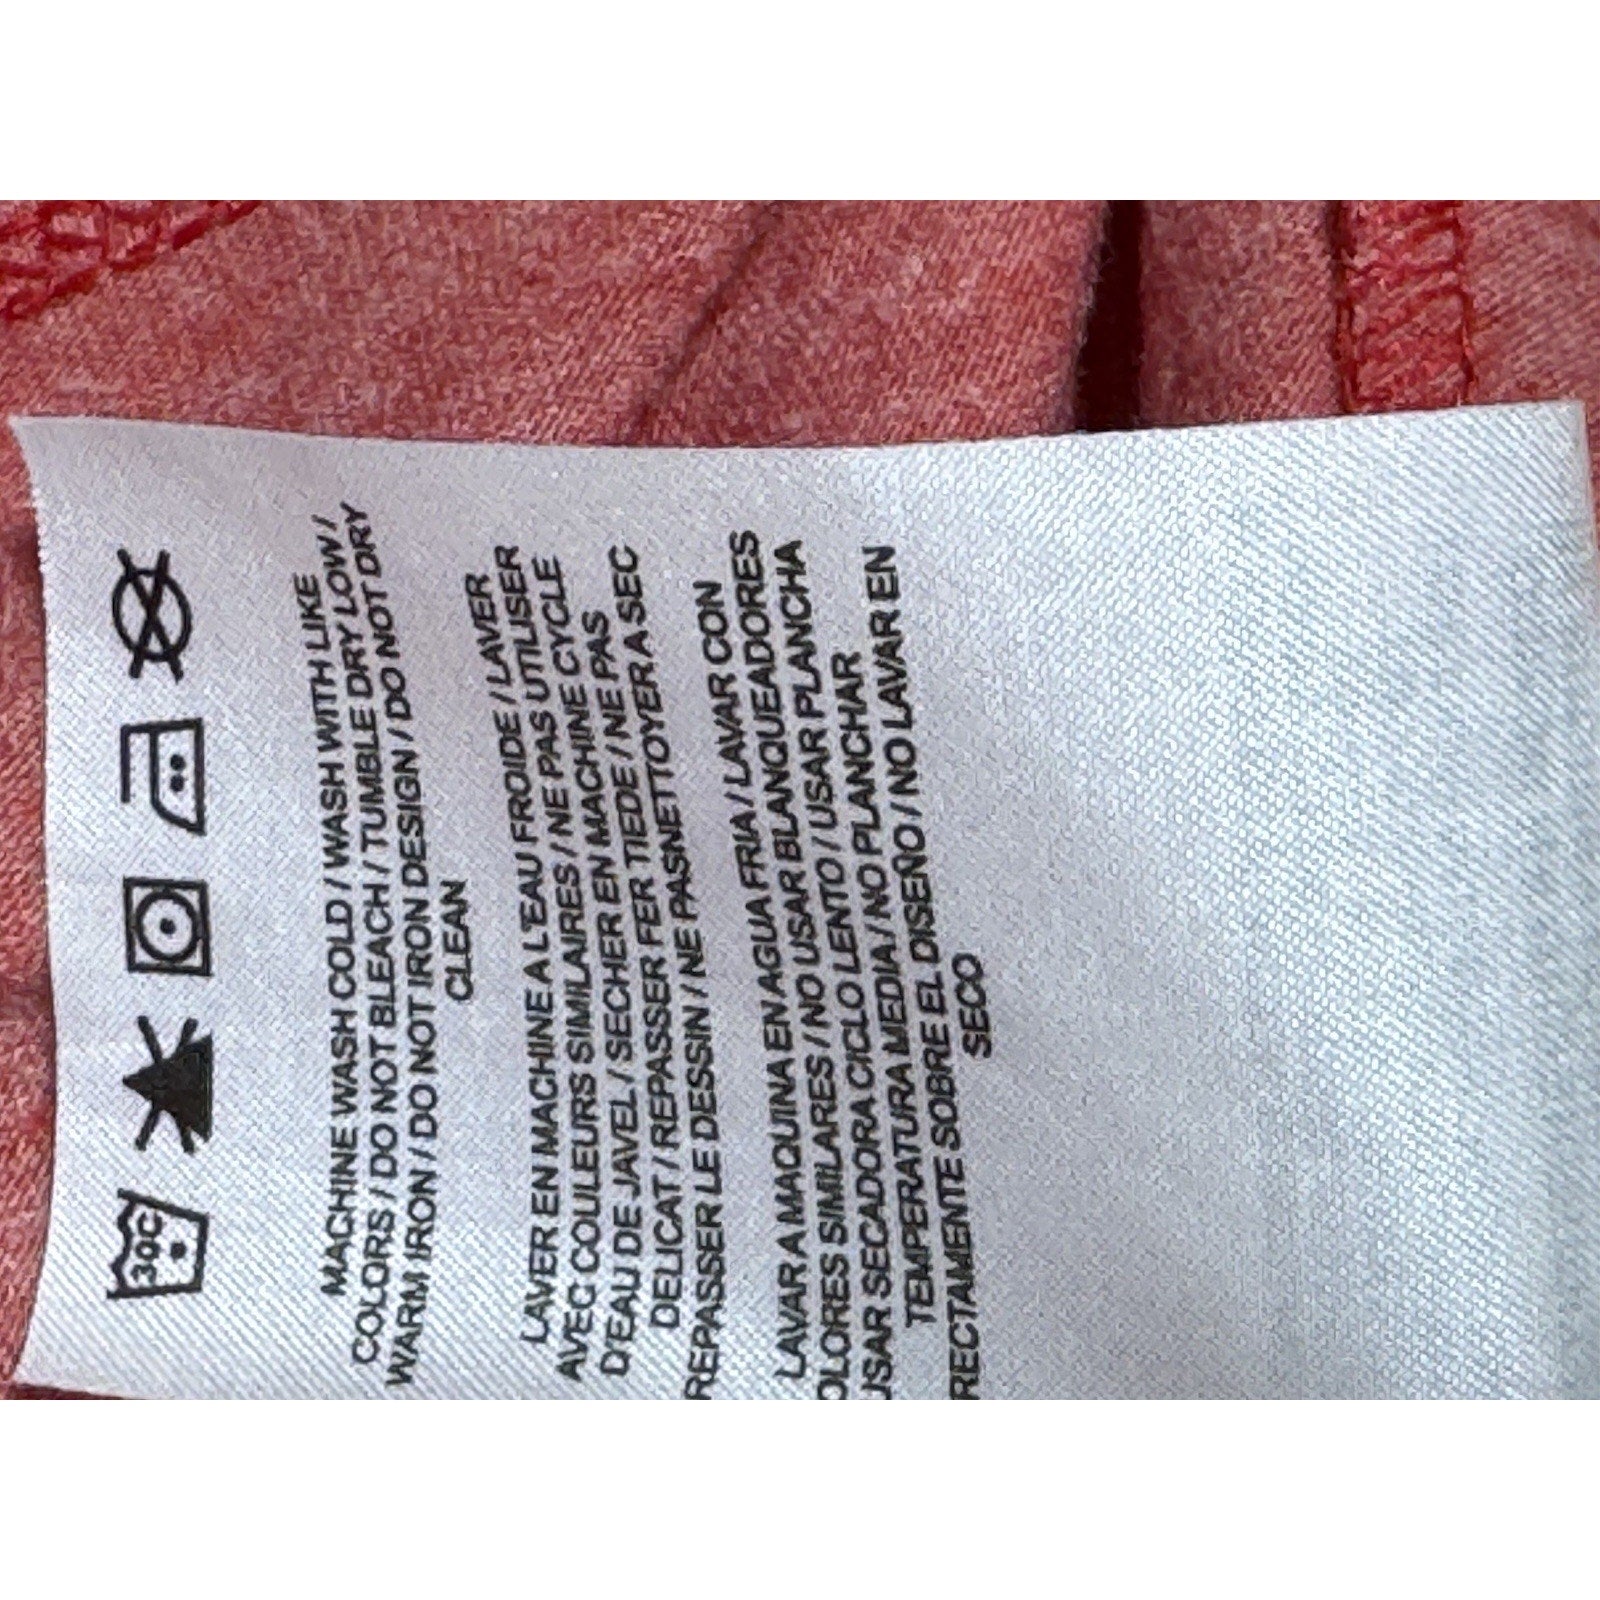 30C
MACHINE WASH COLD / WASH WITH LIKE
COLORS / DO NOT BLEACH / TUMBLE DRY LOW /
WARM IRON / DO NOT IRON DESIGN / DO NOT DRY
CLEAN
LAVER EN MACHINE A L'EAU FROIDE / LAVER
AVEC COULEURS SIMILAIRES / NE PAS UTILISER
D'EAU DE JAVEL / SECHER EN MACHINE CYCLE
DELICAT / REPASSER FER TIEDE / NE PAS
REPASSER LE DESSIN / NE PASNETTOYER A SEC
LAVAR A MAQUINA EN AGUA FRIA / LAVAR CON
OLORES SIMILARES / NO USAR BLANQUEADORES
USAR SECADORA CICLO LENTO / USAR PLANCHA
TEMPERATURA MEDIA / NO PLANCHAR
RECTAMENTE SOBRE EL DISEÑO / NO LAVAR EN
SECO